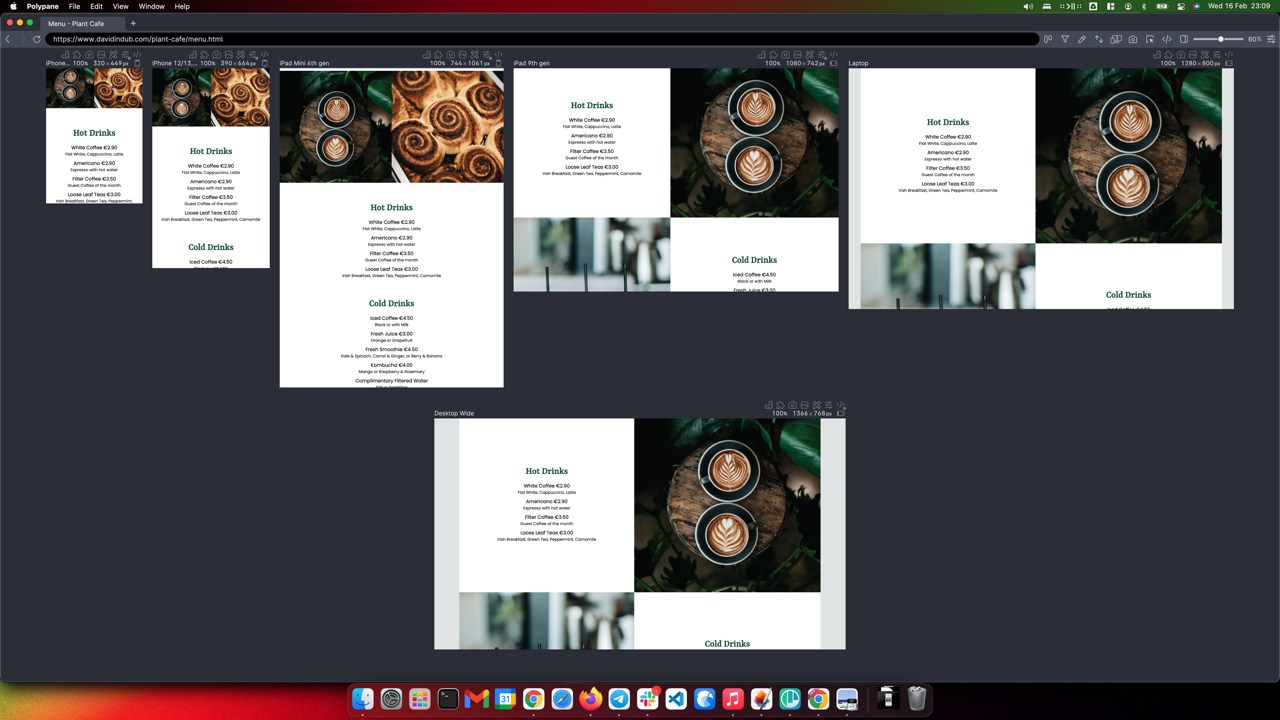 Polypane File Edit View Window Help Wed 16 Feb 23:09
Menu - Plant Cafe
https://www.davidindub.com/plant-cafe/menu.html 60%
iPhone... 100% 320×449 px
Hot Drinks
White Coffee €2.90
Flat White, Cappuccino, Latte
Americano €2.90
Espresso with hot water
Filter Coffee €3.50
Guest Coffee of the month
Loose Leaf Teas €3.00
Irish Breakfast, Green Tea, Peppermint,
iPhone 12/13,... 100% 390×664 px
Hot Drinks
White Coffee €2.90
Flat White, Cappuccino, Latte
Americano €2.90
Espresso with hot water
Filter Coffee €3.50
Guest Coffee of the month
Loose Leaf Teas €3.00
Irish Breakfast, Green Tea, Peppermint, Camomile
Cold Drinks
Iced Coffee €4.50
iPad Mini 6th gen 100% 744×1061 px
Hot Drinks
White Coffee €2.90
Flat White, Cappuccino, Latte
Americano €2.90
Espresso with hot water
Filter Coffee €3.50
Guest Coffee of the month
Loose Leaf Teas €3.00
Irish Breakfast, Green Tea, Peppermint, Camomile
Cold Drinks
Iced Coffee €4.50
Black or with Milk
Fresh Juice €3.00
Orange or Grapefruit
Fresh Smoothie €4.50
Kale & Spinach, Carrot & Ginger, or Berry & Banana
Kombucha €4.00
Mango or Raspberry & Rosemary
Complimentary Filtered Water
iPad 9th gen 100% 1080×742 px
Hot Drinks
White Coffee €2.90
Flat White, Cappuccino, Latte
Americano €2.90
Espresso with hot water
Filter Coffee €3.50
Guest Coffee of the month
Loose Leaf Teas €3.00
Irish Breakfast, Green Tea, Peppermint, Camomile
Cold Drinks
Iced Coffee €4.50
Black or with Milk
Fresh Juice €3.00
Laptop 100% 1280×800 px
Hot Drinks
White Coffee €2.90
Flat White, Cappuccino, Latte
Americano €2.90
Espresso with hot water
Filter Coffee €3.50
Guest Coffee of the month
Loose Leaf Teas €3.00
Irish Breakfast, Green Tea, Peppermint, Camomile
Cold Drinks
Desktop Wide 100% 1366×768 px
Hot Drinks
White Coffee €2.90
Flat White, Cappuccino, Latte
Americano €2.90
Espresso with hot water
Filter Coffee €3.50
Guest Coffee of the month
Loose Leaf Teas €3.00
Irish Breakfast, Green Tea, Peppermint, Camomile
Cold Drinks
31